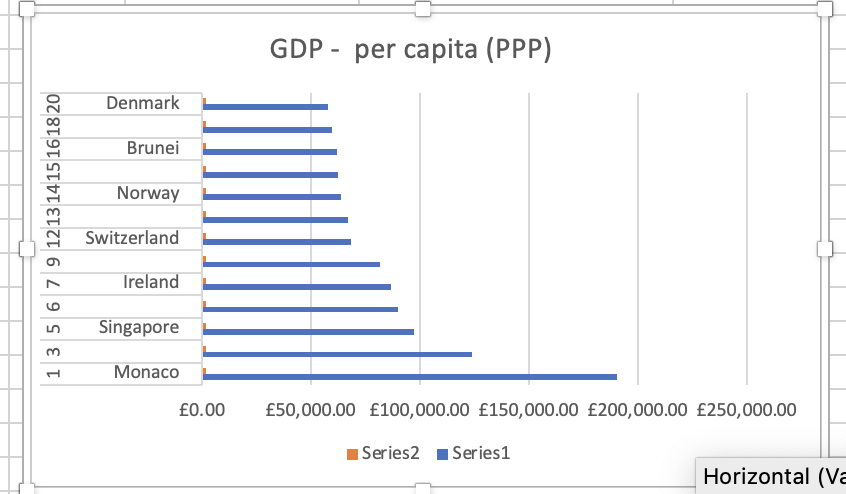 GDP -  per capita (PPP)
20 Denmark
18
16 Brunei
15
14 Norway
13
12 Switzerland
9
7 Ireland
6
5 Singapore
3
1 Monaco
£0.00 £50,000.00 £100,000.00 £150,000.00 £200,000.00 £250,000.00
Series2 Series1
Horizontal (Va